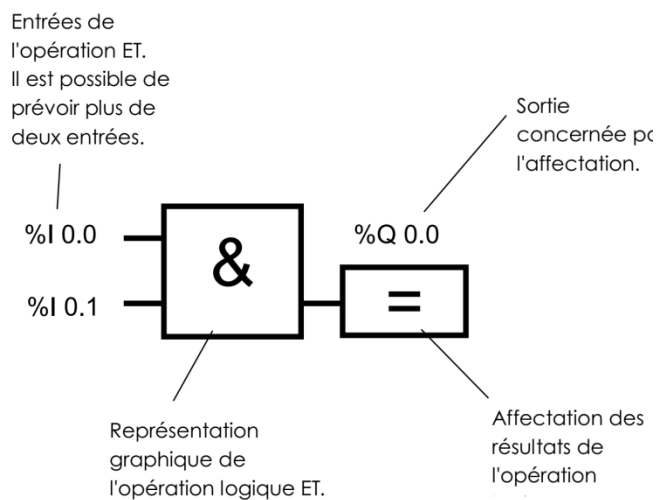 Entrées de
l'opération ET.
Il est possible de
prévoir plus de
deux entrées.
Sortie
concernée
l'affectation.
%I 0.0
&
%Q 0.0
%I 0.1
=
Représentation
graphique de
l'opération logique ET.
Affectation des
résultats de
l'opération